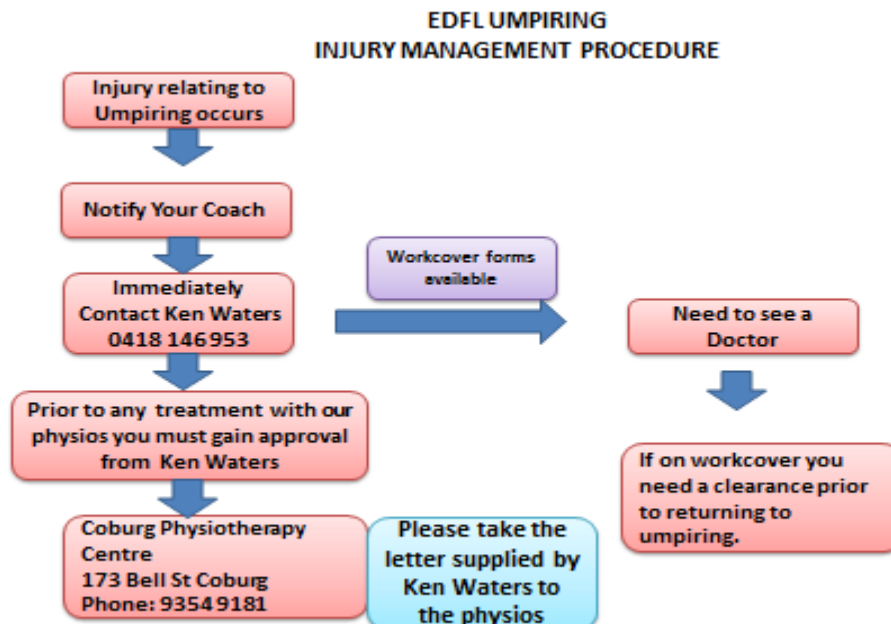 EDFL UMPIRING
INJURY MANAGEMENT PROCEDURE
Injury relating to
Umpiring occurs
Notify Your Coach
Immediately
Contact Ken Waters
0418 146 953
Workcover forms
available
Need to see a
Doctor
Prior to any treatment with our
physios you must gain approval
from Ken Waters
If on workcover you
need a clearance prior
to returning to
umpiring.
Coburg Physiotherapy
Centre
173 Bell St Coburg
Phone: 9354 9181
Please take the
letter supplied by
Ken Waters to
the physios